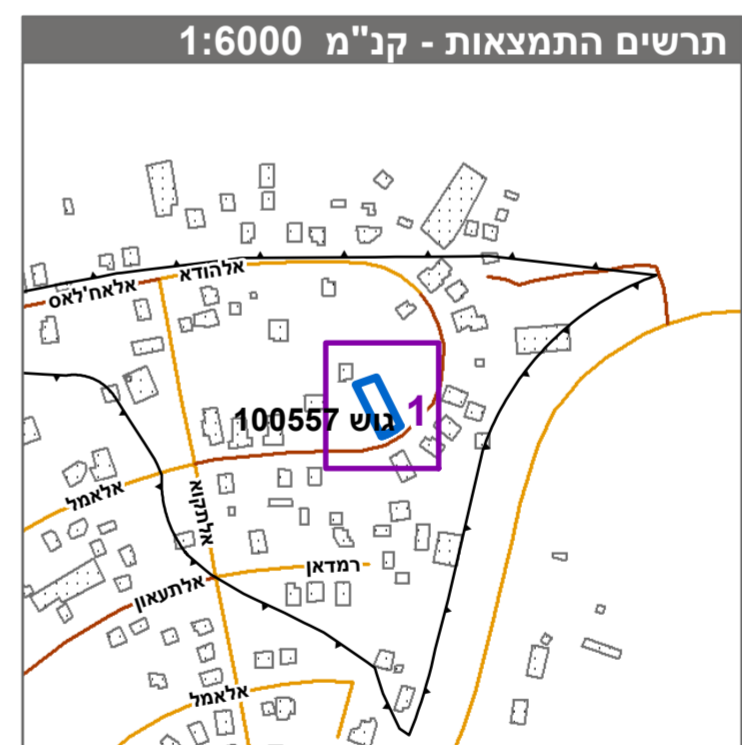 תרשים התמצאות - קנ"מ 1:6000
אלהודא
אלאח'לאס
1
גוש 100557
אלאמל
אלתקוא
רמדאן
אלתעאון
אלאמל